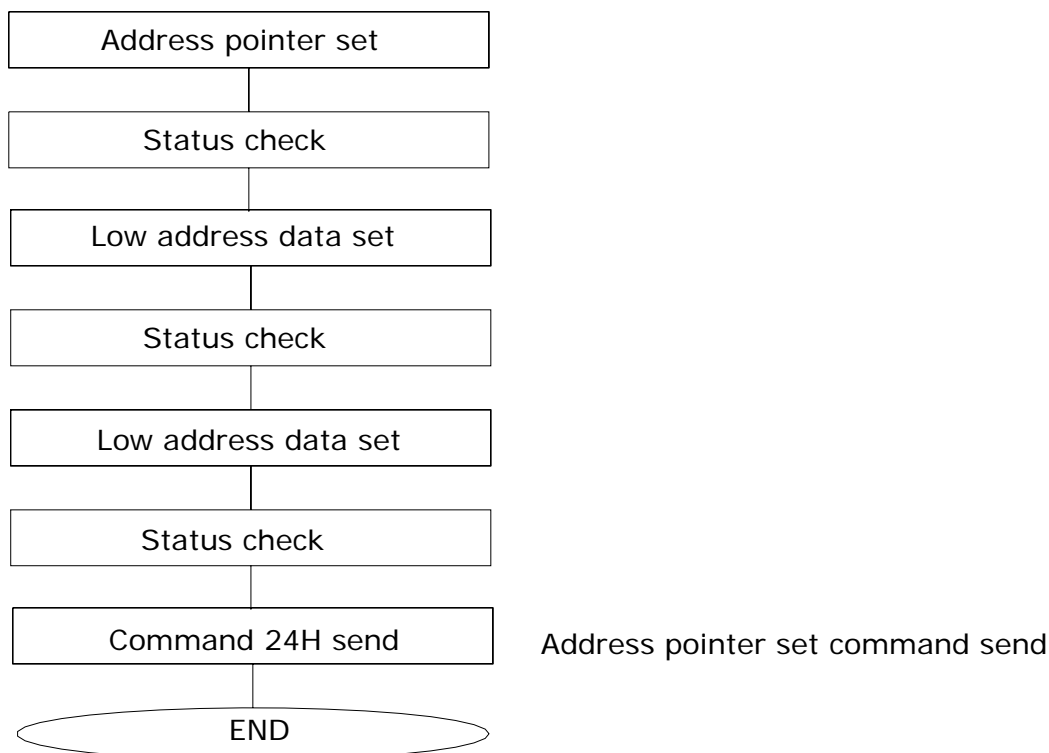 Address pointer set
Status check
Low address data set
Status check
Low address data set
Status check
Command 24H send
Address pointer set command send
END